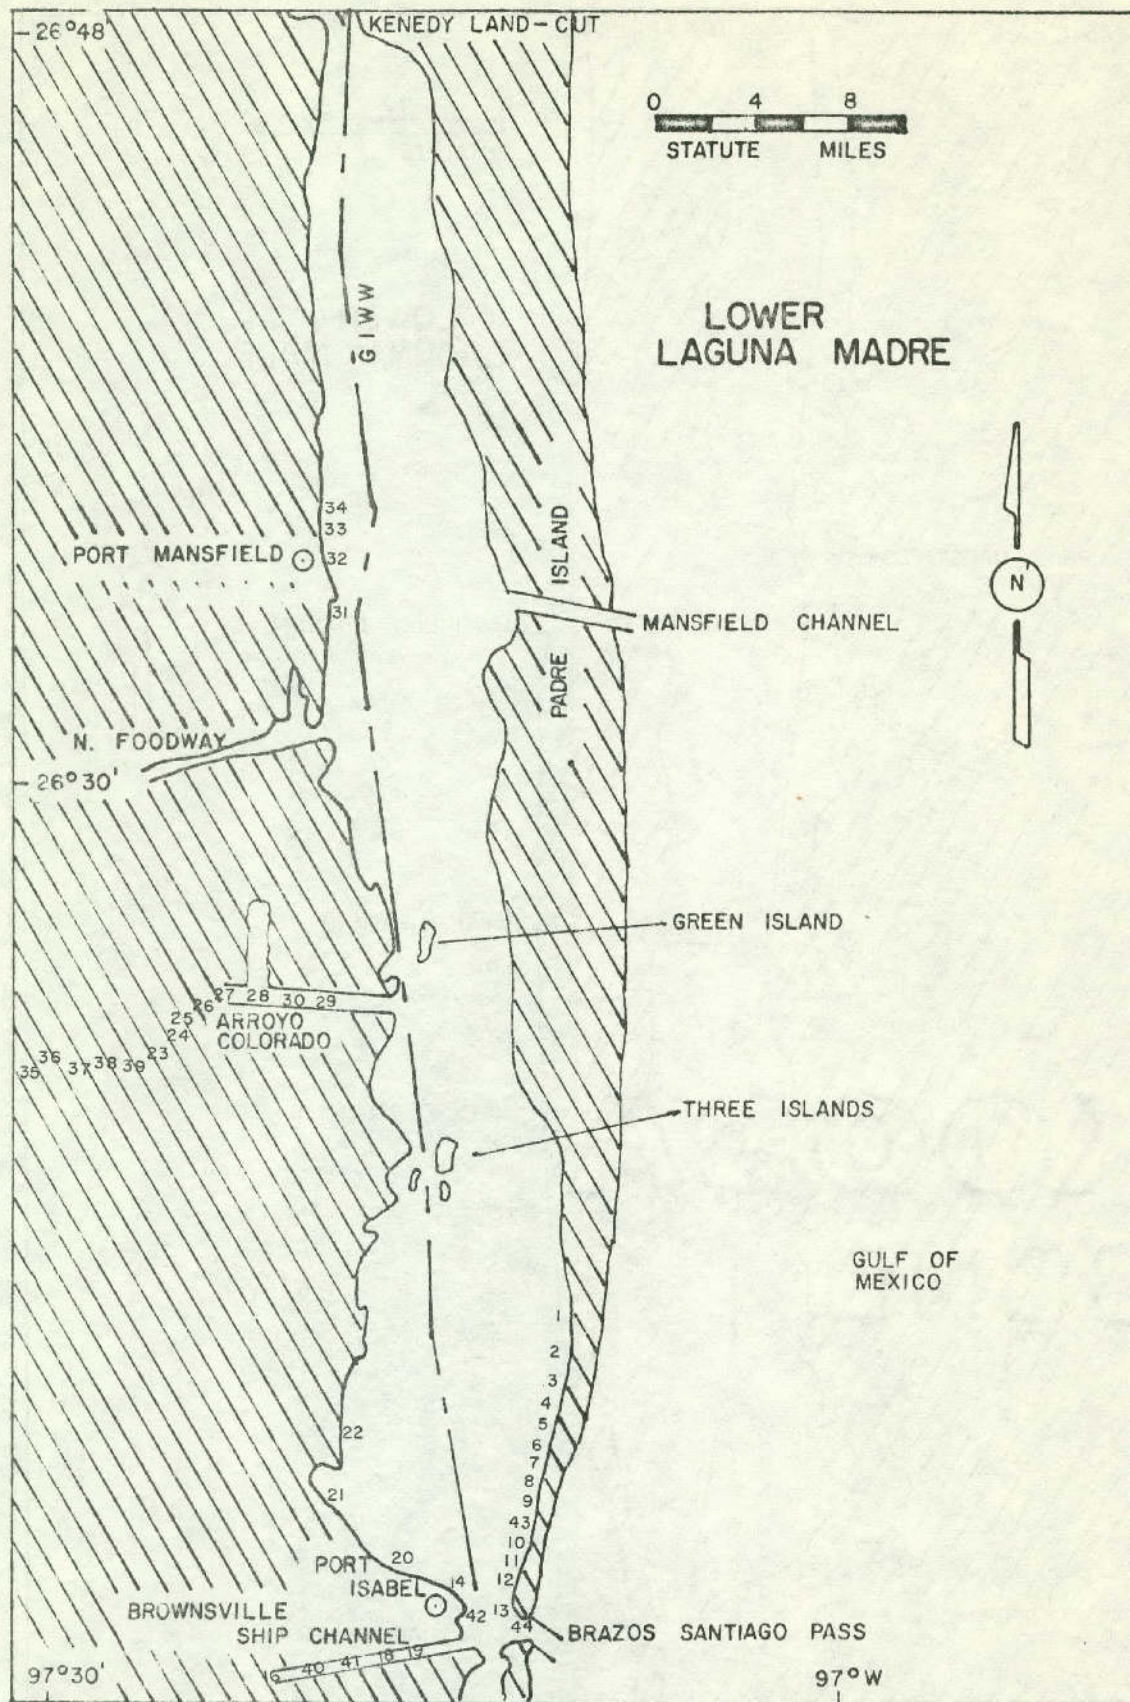 26°48'
KENEDY LAND-CUT
0 4 8
STATUTE MILES
GIWW
LOWER
LAGUNA MADRE
34
33
PORT MANSFIELD
32
31
ISLAND
PADRE
N
MANSFIELD CHANNEL
N. FOODWAY
26°30'
GREEN ISLAND
27 28 30 29
26
25
24
ARROYO
COLORADO
23
35 36 37 38 39
THREE ISLANDS
GULF OF
MEXICO
1
2
3
4
5
6
7
8
9
43
10
11
12
13
44
22
21
20
14
42
PORT
ISABEL
BROWNSVILLE
SHIP CHANNEL
16 40 41 18 19
BRAZOS SANTIAGO PASS
97°30'
97°W